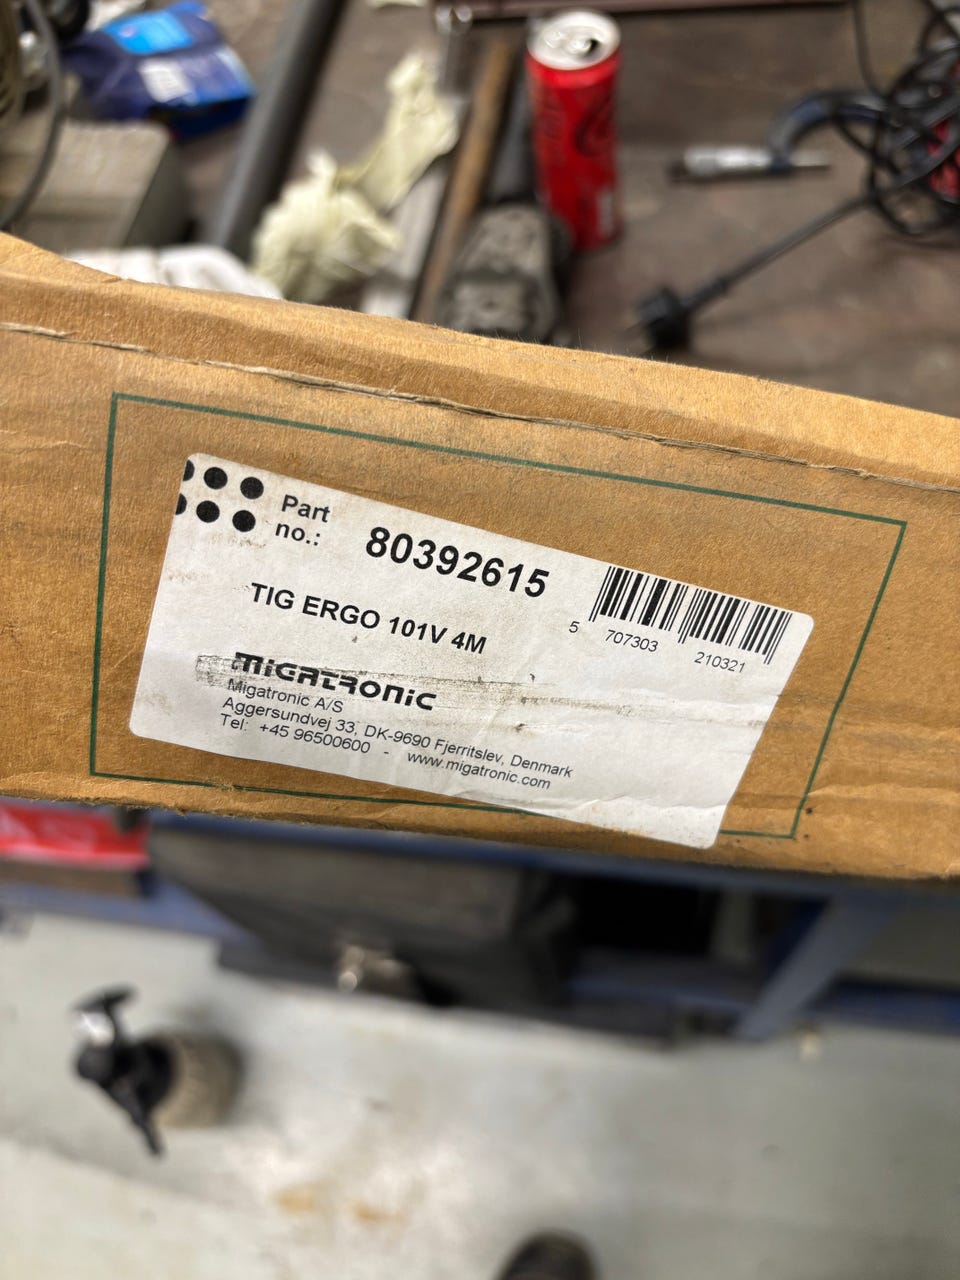 Part
no.:
80392615
TIG ERGO 101V 4M
5 707303 210321
MIGATRONIC
Migatronic A/S
Aggersundvej 33, DK-9690 Fjerritslev, Denmark
Tel: +45 96500600 - www.migatronic.com